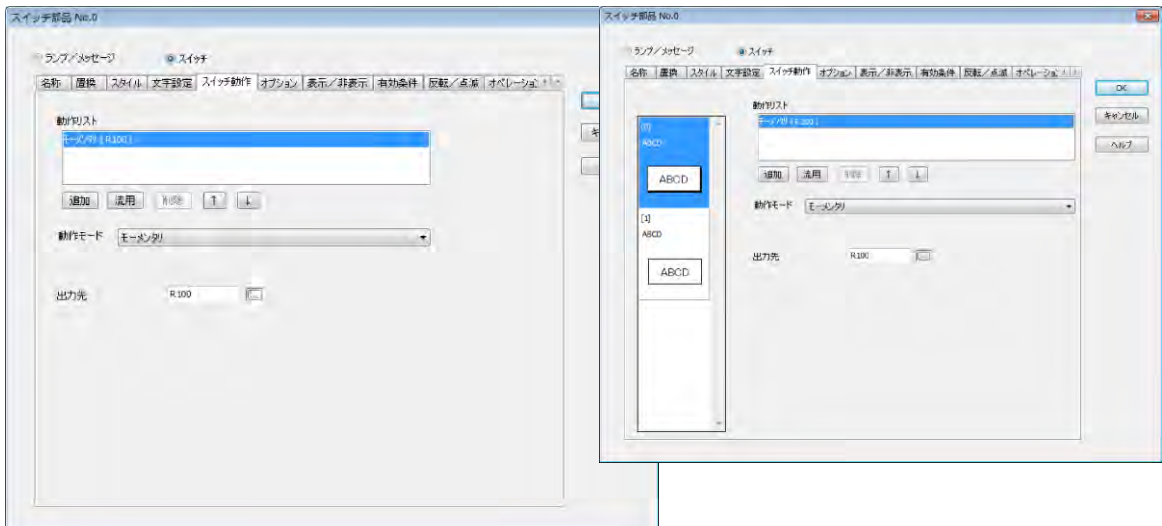 スイッチ部品 No.0
ランプ/メッセージ スイッチ
名称 置換 スタイル 文字設定 スイッチ動作 オプション 表示/非表示 有効条件 反転/点滅 オペレーション
動作リスト
モーメンタリ ( R100 )
追加 流用 削除 ↑ ↓
動作モード モーメンタリ
出力先 R100 ...
キ
スイッチ部品 No.0
ランプ/メッセージ スイッチ
名称 置換 スタイル 文字設定 スイッチ動作 オプション 表示/非表示 有効条件 反転/点滅 オペレーション
OK
キャンセル
ヘルプ
[0]
ABCD
ABCD
[1]
ABCD
ABCD
動作リスト
モーメンタリ ( R100 )
追加 流用 削除 ↑ ↓
動作モード モーメンタリ
出力先 R100 ...